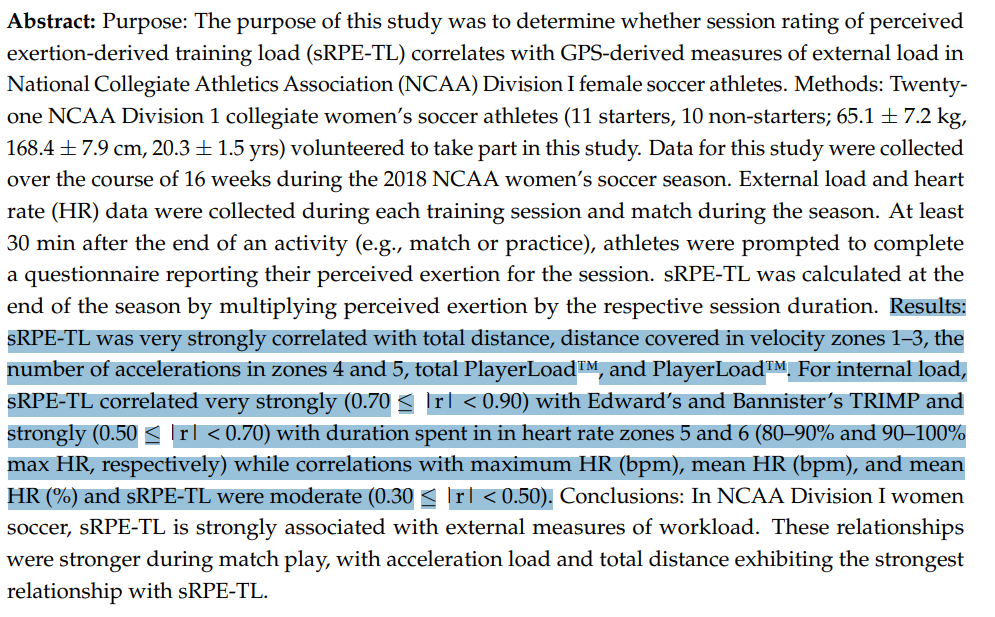 Abstract: Purpose: The purpose of this study was to determine whether session rating of perceived
exertion-derived training load (sRPE-TL) correlates with GPS-derived measures of external load in
National Collegiate Athletics Association (NCAA) Division I female soccer athletes. Methods: Twenty-
one NCAA Division 1 collegiate women's soccer athletes (11 starters, 10 non-starters; 65.1 ± 7.2 kg,
168.4 ± 7.9 cm, 20.3 ± 1.5 yrs) volunteered to take part in this study. Data for this study were collected
over the course of 16 weeks during the 2018 NCAA women's soccer season. External load and heart
rate (HR) data were collected during each training session and match during the season. At least
30 min after the end of an activity (e.g., match or practice), athletes were prompted to complete
a questionnaire reporting their perceived exertion for the session. sRPE-TL was calculated at the
end of the season by multiplying perceived exertion by the respective session duration. Results:
sRPE-TL was very strongly correlated with total distance, distance covered in velocity zones 1–3, the
number of accelerations in zones 4 and 5, total PlayerLoad™, and PlayerLoad™. For internal load,
sRPE-TL correlated very strongly (0.70 ≤ |r| < 0.90) with Edward's and Bannister's TRIMP and
strongly (0.50 ≤ |r| < 0.70) with duration spent in in heart rate zones 5 and 6 (80–90% and 90–100%
max HR, respectively) while correlations with maximum HR (bpm), mean HR (bpm), and mean
HR (%) and sRPE-TL were moderate (0.30 ≤ |r| < 0.50). Conclusions: In NCAA Division I women
soccer, sRPE-TL is strongly associated with external measures of workload. These relationships
were stronger during match play, with acceleration load and total distance exhibiting the strongest
relationship with sRPE-TL.